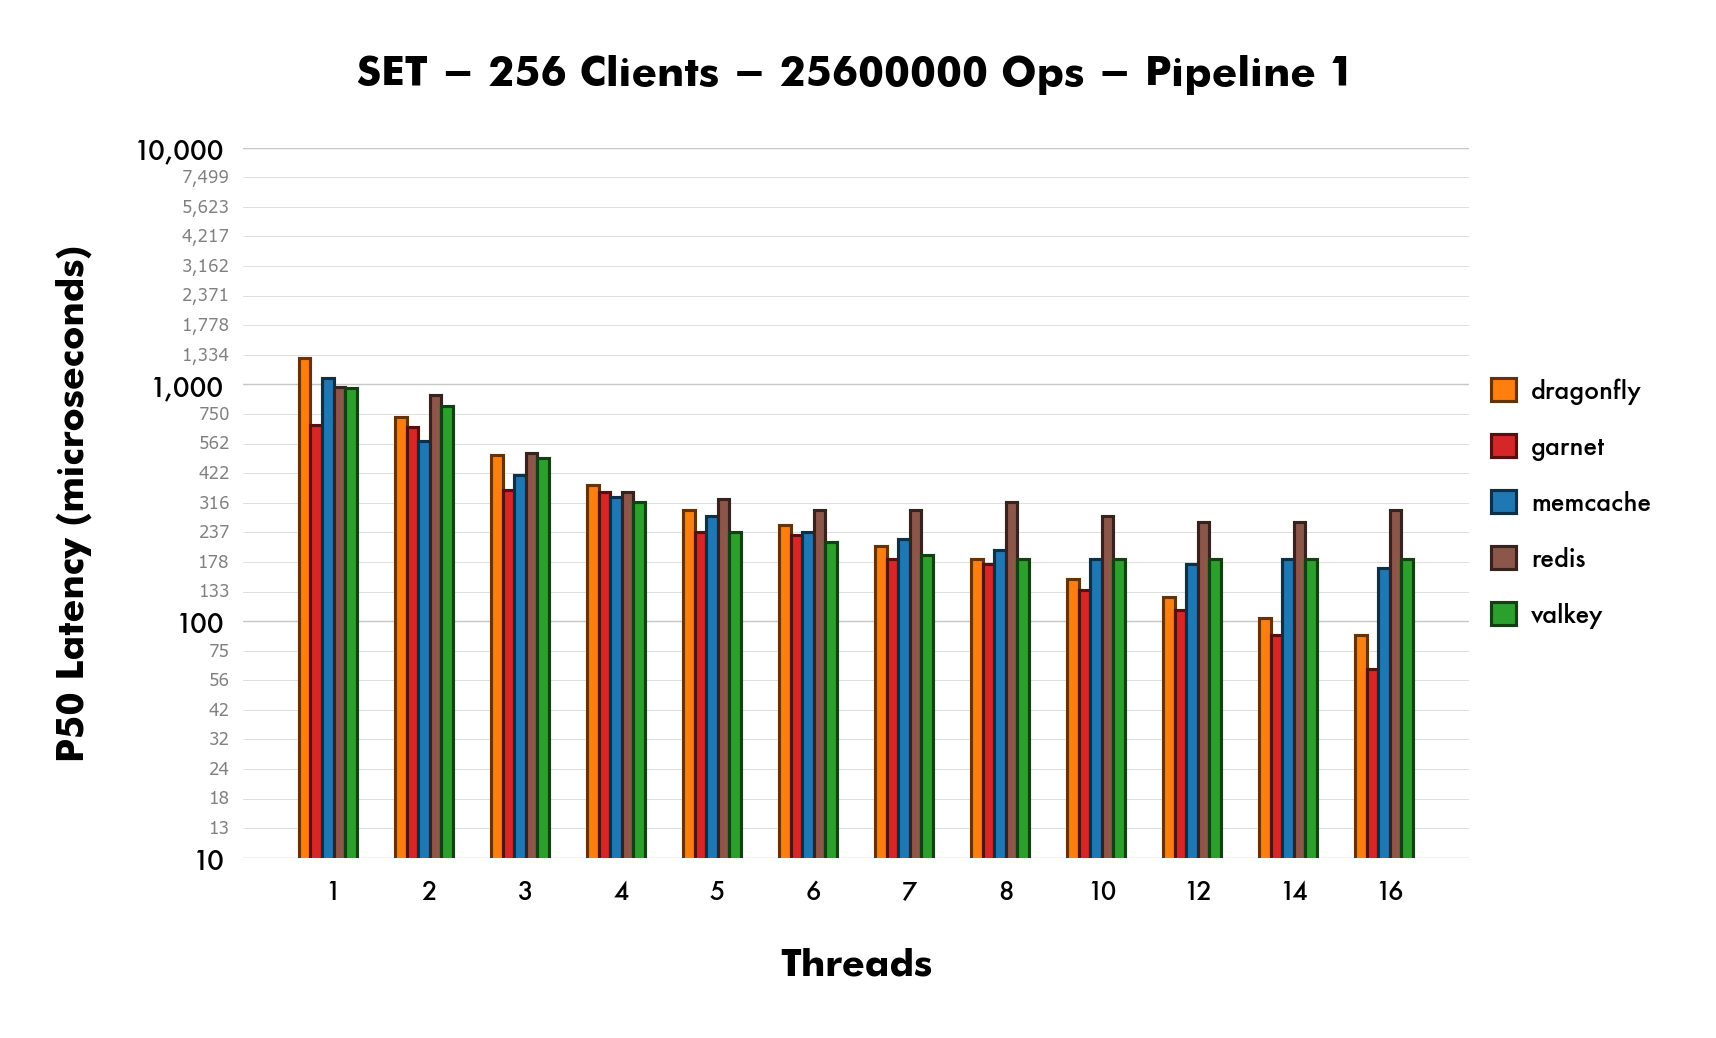 SET – 256 Clients – 25600000 Ops – Pipeline 1
P50 Latency (microseconds)
10,000
7,499
5,623
4,217
3,162
2,371
1,778
1,334
1,000
750
562
422
316
237
178
133
100
75
56
42
32
24
18
13
10
1 2 3 4 5 6 7 8 10 12 14 16
Threads
dragonfly
garnet
memcache
redis
valkey